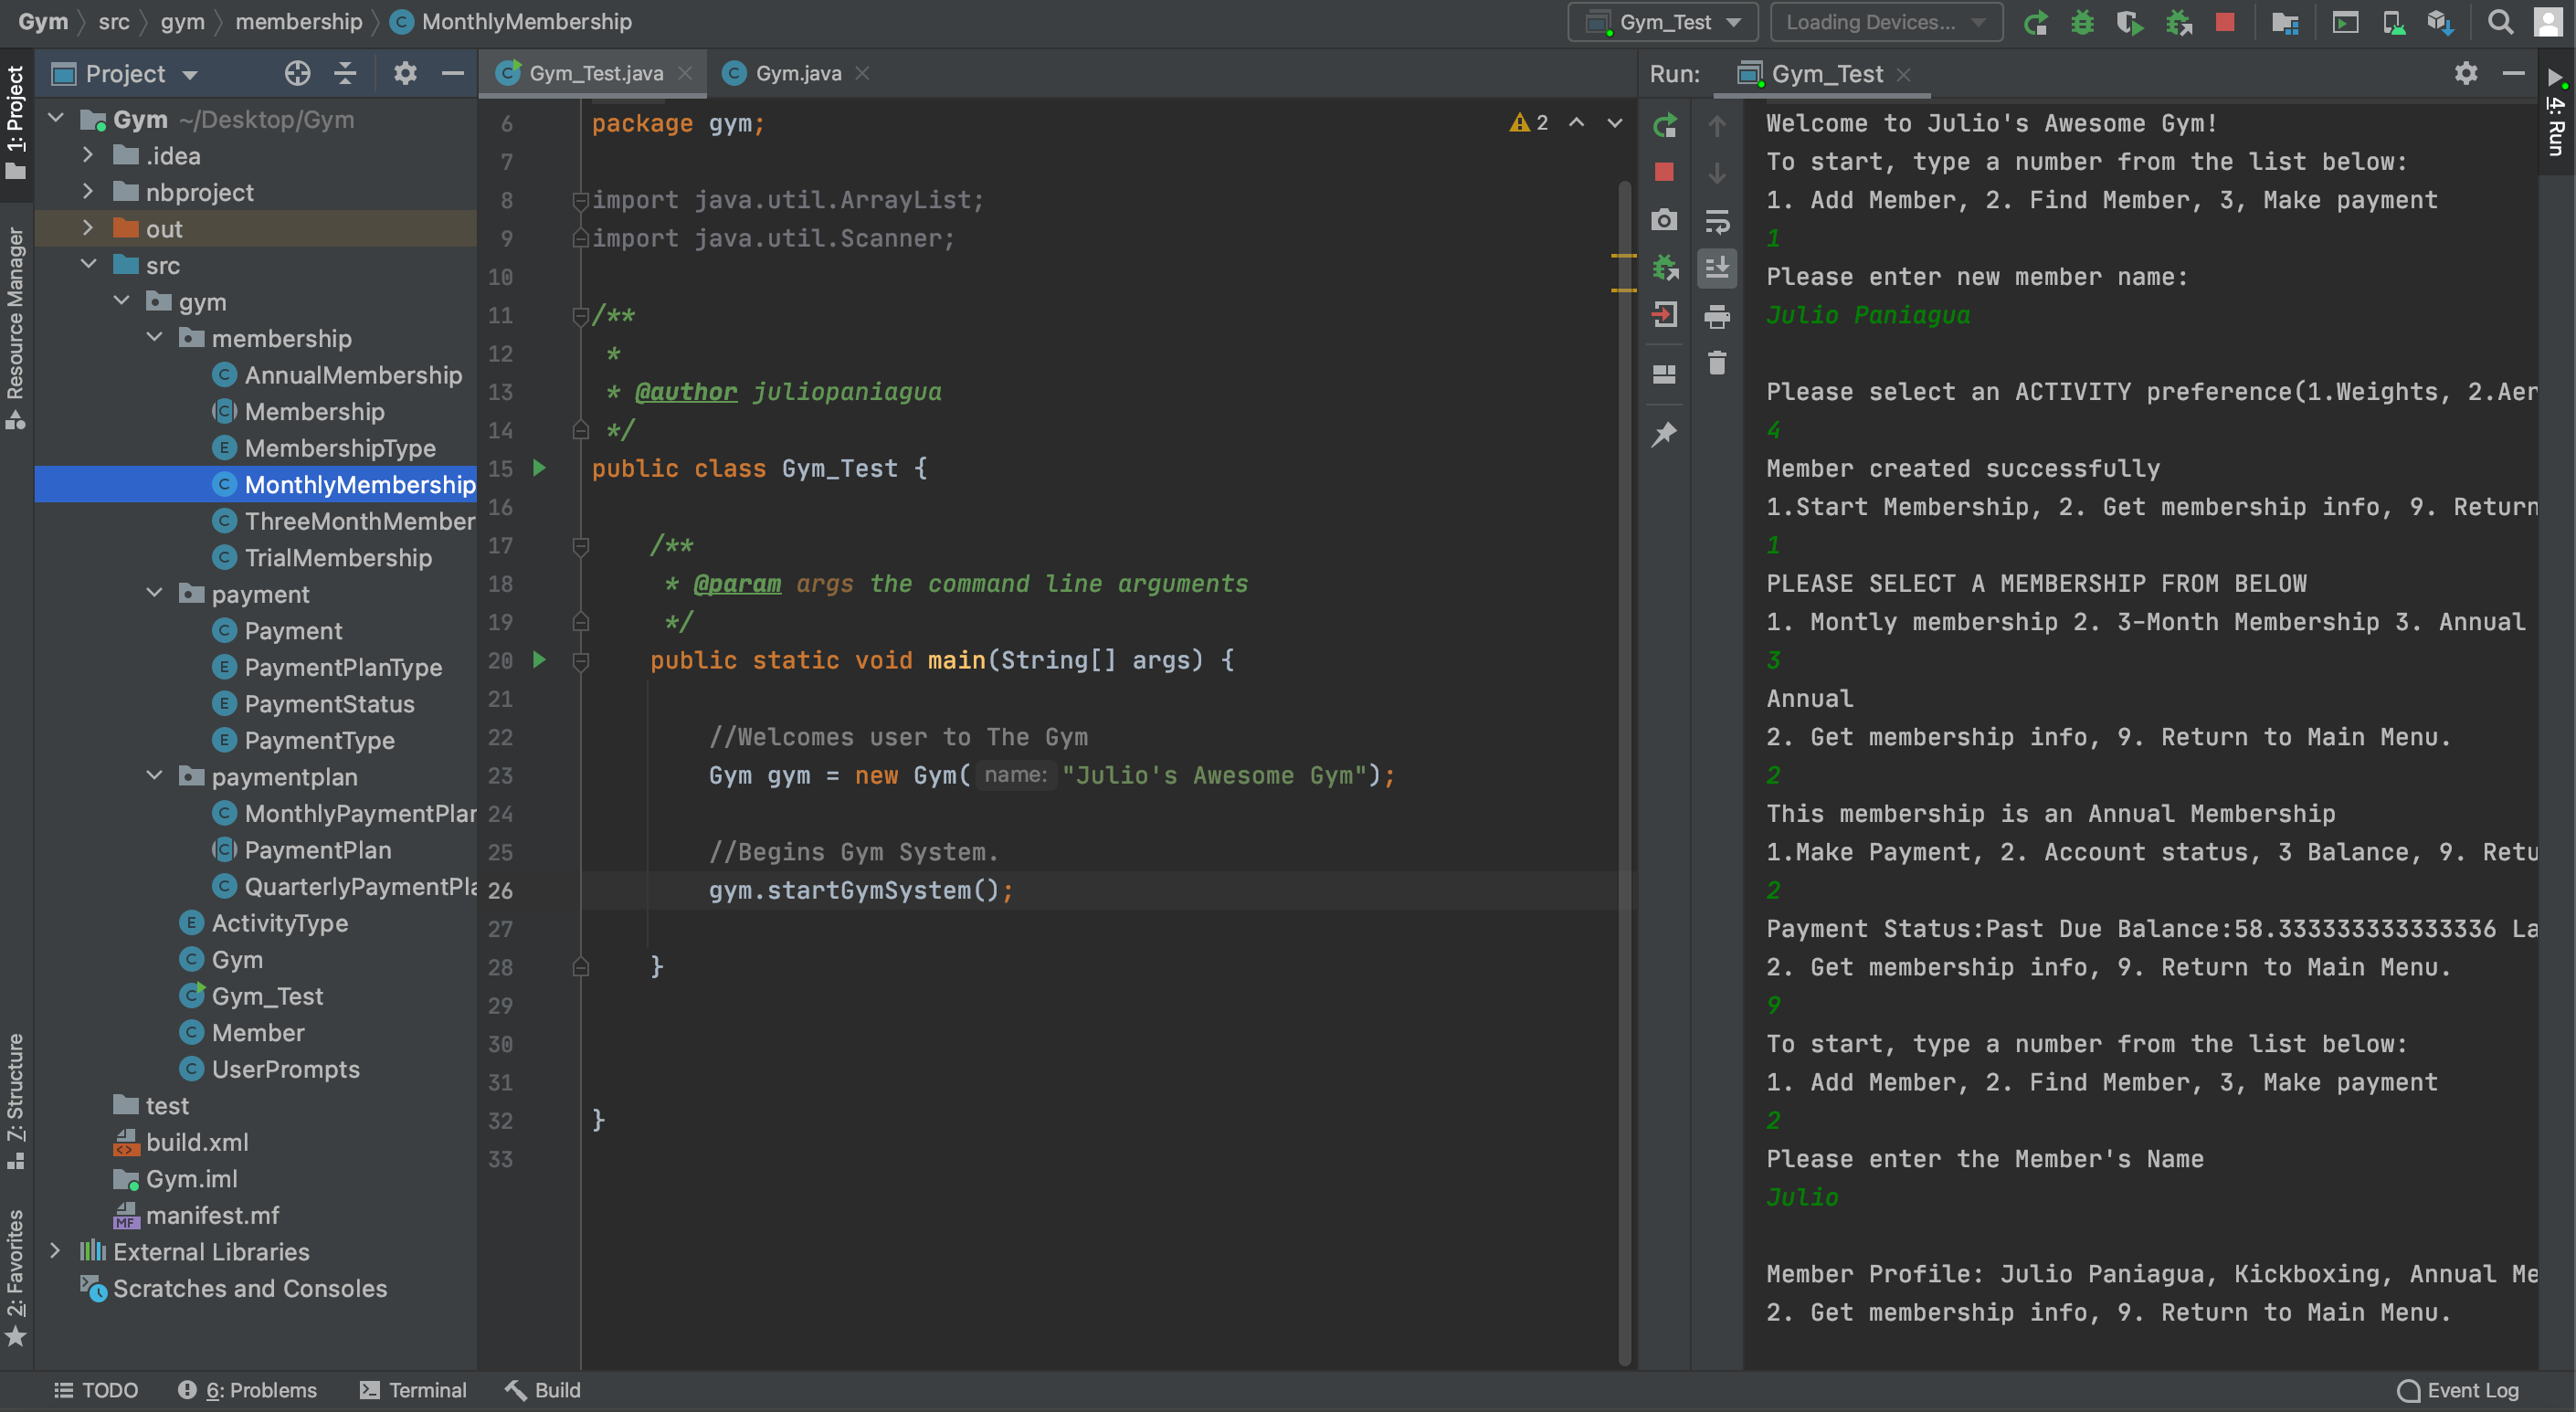 Gym src gym membership MonthlyMembership
Gym_Test Loading Devices...
1: Project
Resource Manager
7: Structure
2: Favorites
Project
Gym ~/Desktop/Gym
.idea
nbproject
out
src
gym
membership
AnnualMembership
Membership
MembershipType
MonthlyMembership
ThreeMonthMember
TrialMembership
payment
Payment
PaymentPlanType
PaymentStatus
PaymentType
paymentplan
MonthlyPaymentPlan
PaymentPlan
QuarterlyPaymentPla
ActivityType
Gym
Gym_Test
Member
UserPrompts
test
build.xml
Gym.iml
manifest.mf
External Libraries
Scratches and Consoles
Gym_Test.java Gym.java
2
6 package gym;
7
8 import java.util.ArrayList;
9 import java.util.Scanner;
10
11 /**
12 *
13 * @author juliopaniagua
14 */
15 public class Gym_Test {
16
17 /**
18 * @param args the command line arguments
19 */
20 public static void main(String[] args) {
21
22 //Welcomes user to The Gym
23 Gym gym = new Gym( name: "Julio's Awesome Gym");
24
25 //Begins Gym System.
26 gym.startGymSystem();
27
28 }
29
30
31
32 }
33
Run: Gym_Test
4: Run
Welcome to Julio's Awesome Gym!
To start, type a number from the list below:
1. Add Member, 2. Find Member, 3, Make payment
1
Please enter new member name:
Julio Paniagua
Please select an ACTIVITY preference(1.Weights, 2.Aer
4
Member created successfully
1.Start Membership, 2. Get membership info, 9. Return
1
PLEASE SELECT A MEMBERSHIP FROM BELOW
1. Montly membership 2. 3-Month Membership 3. Annual
3
Annual
2. Get membership info, 9. Return to Main Menu.
2
This membership is an Annual Membership
1.Make Payment, 2. Account status, 3 Balance, 9. Retu
2
Payment Status:Past Due Balance:58.333333333333336 La
2. Get membership info, 9. Return to Main Menu.
9
To start, type a number from the list below:
1. Add Member, 2. Find Member, 3, Make payment
2
Please enter the Member's Name
Julio
Member Profile: Julio Paniagua, Kickboxing, Annual Me
2. Get membership info, 9. Return to Main Menu.
TODO 6: Problems Terminal Build Event Log